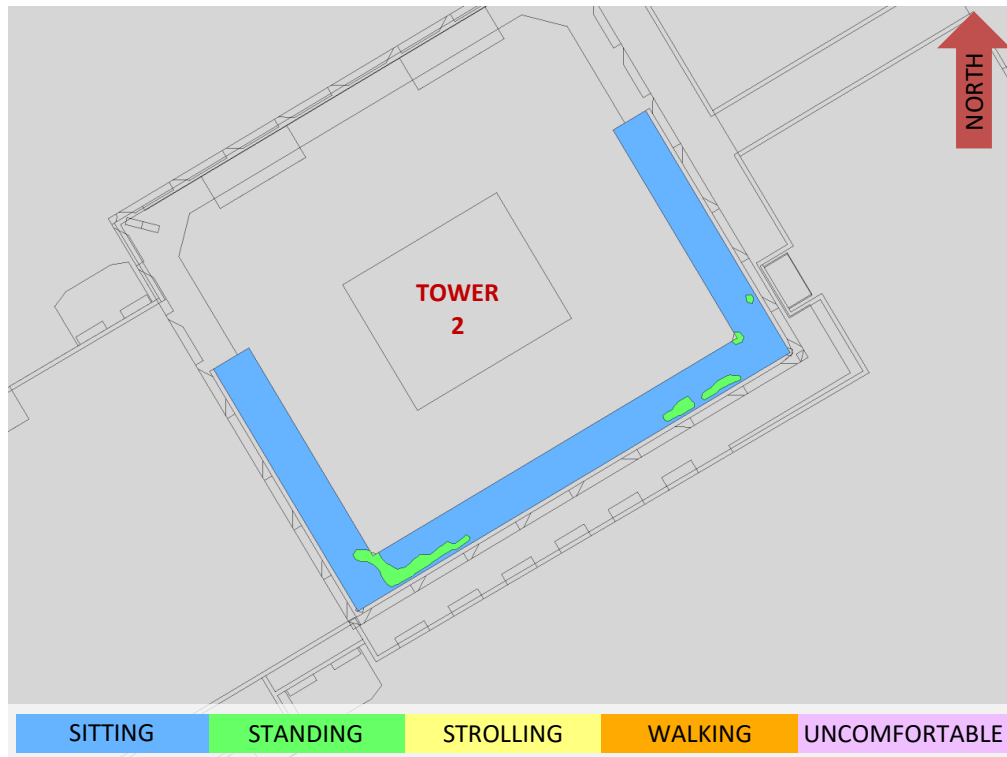 NORTH
TOWER
2
SITTING
STANDING
STROLLING
WALKING
UNCOMFORTABLE